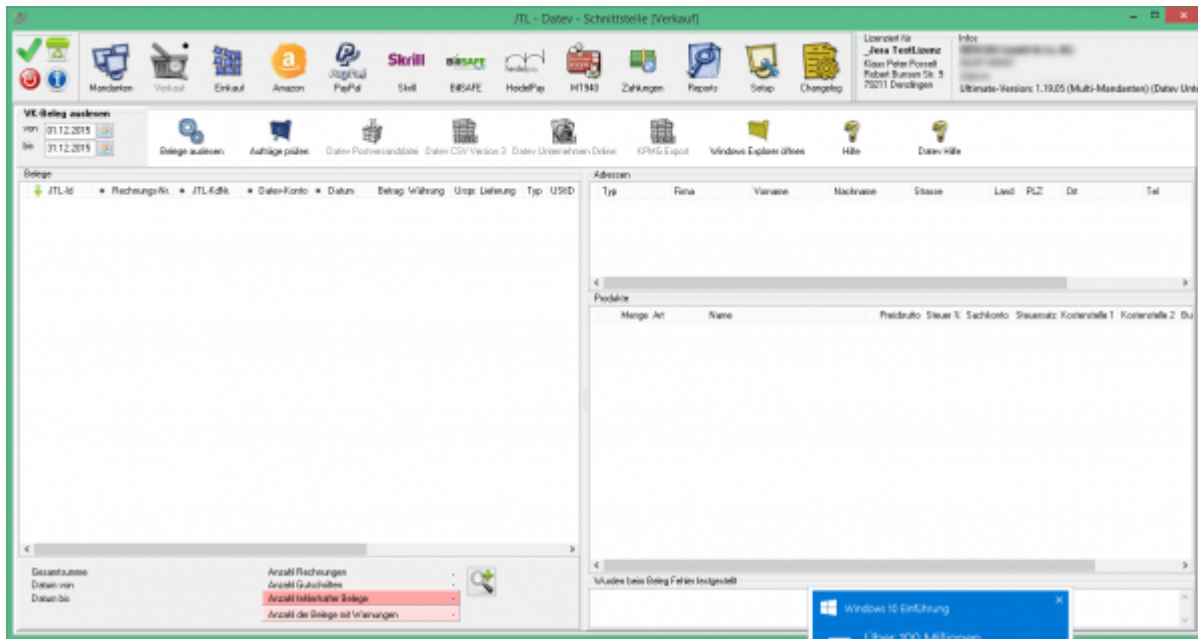 JTL - Datev - Schnittstelle [Verkauf]
Mandanten
Verkauf
Einkauf
Amazon
PayPal
PayPal
Skrill
Skrill
BillSAFE
BillSAFE
HeidelPay
MT940
Zahlungen
Reports
Setup
Changelog
Lizenziert für
_Jera TestLizenz
Klaus Peter Posselt
Robert Bunsen Str. 9
79211 Denzlingen
Infos
Ultimate-Version: 1.19.05 (Multi-Mandanten) (Datev Unte
VK-Beleg auslesen
von 01.12.2015
bis 31.12.2015
Belege auslesen
Aufträge prüfen
Datev Postversanddatei
Datev CSV Version 3
Datev Unternehmen Online
KPMG Export
Windows Explorer öffnen
Hilfe
Datev Hilfe
Belege
JTL-Id Rechnungs-Nr. JTL-KdNr. Datev-Konto Datum Betrag Währung Urspr. Lieferung Typ UStID
Adressen
Typ Firma Vorname Nachname Strasse Land PLZ Ort Tel
Produkte
Menge Art Name Preisbrutto Steuer % Sachkonto Steuersatz Kostenstelle 1 Kostenstelle 2 Bu
Gesamtsumme
Datum von
Datum bis
Anzahl Rechnungen -
Anzahl Gutschriften -
Anzahl fehlerhafter Belege -
Anzahl der Belege mit Warnungen -
Wurden beim Beleg Fehler festgestellt
Windows 10 Einführung
Über 100 Millionen